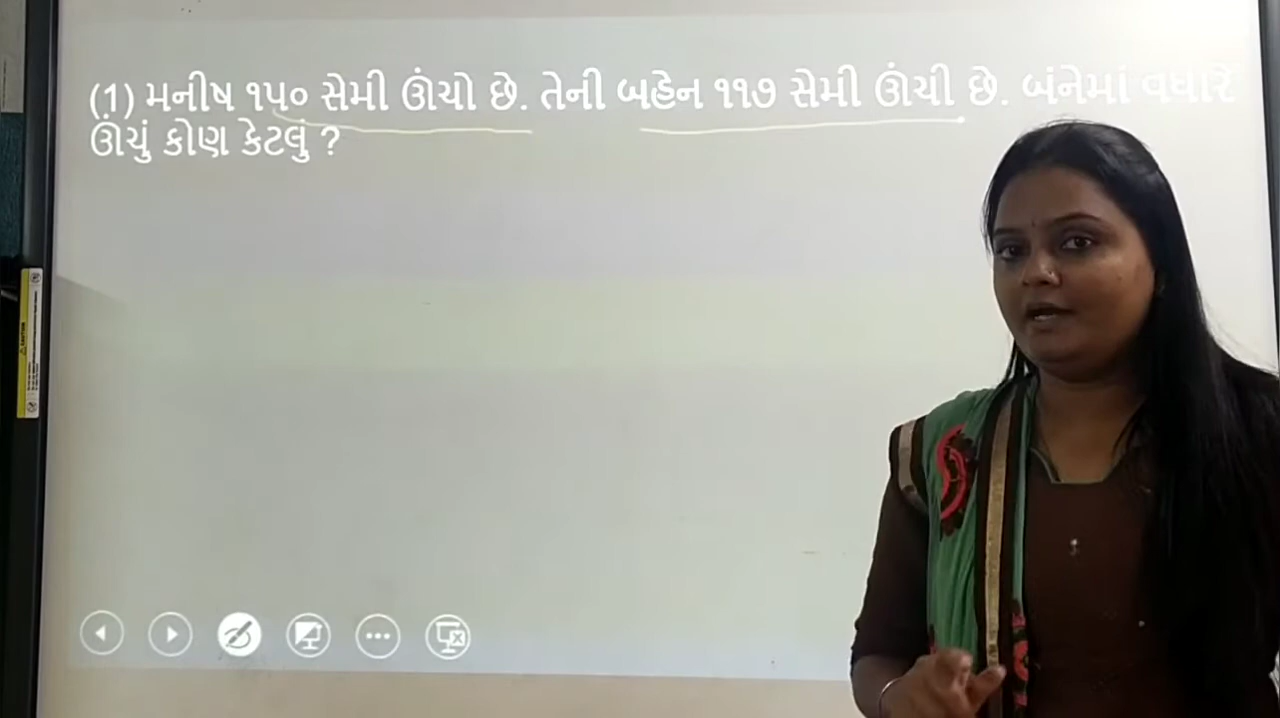 (1) મનીષ ૧૫૦ સેમી ઊંચો છે. તેની બહેન ૧૧૭ સેમી ઊંચી છે. બંનેમાં વધારે
ઊંચું કોણ કેટલું ?